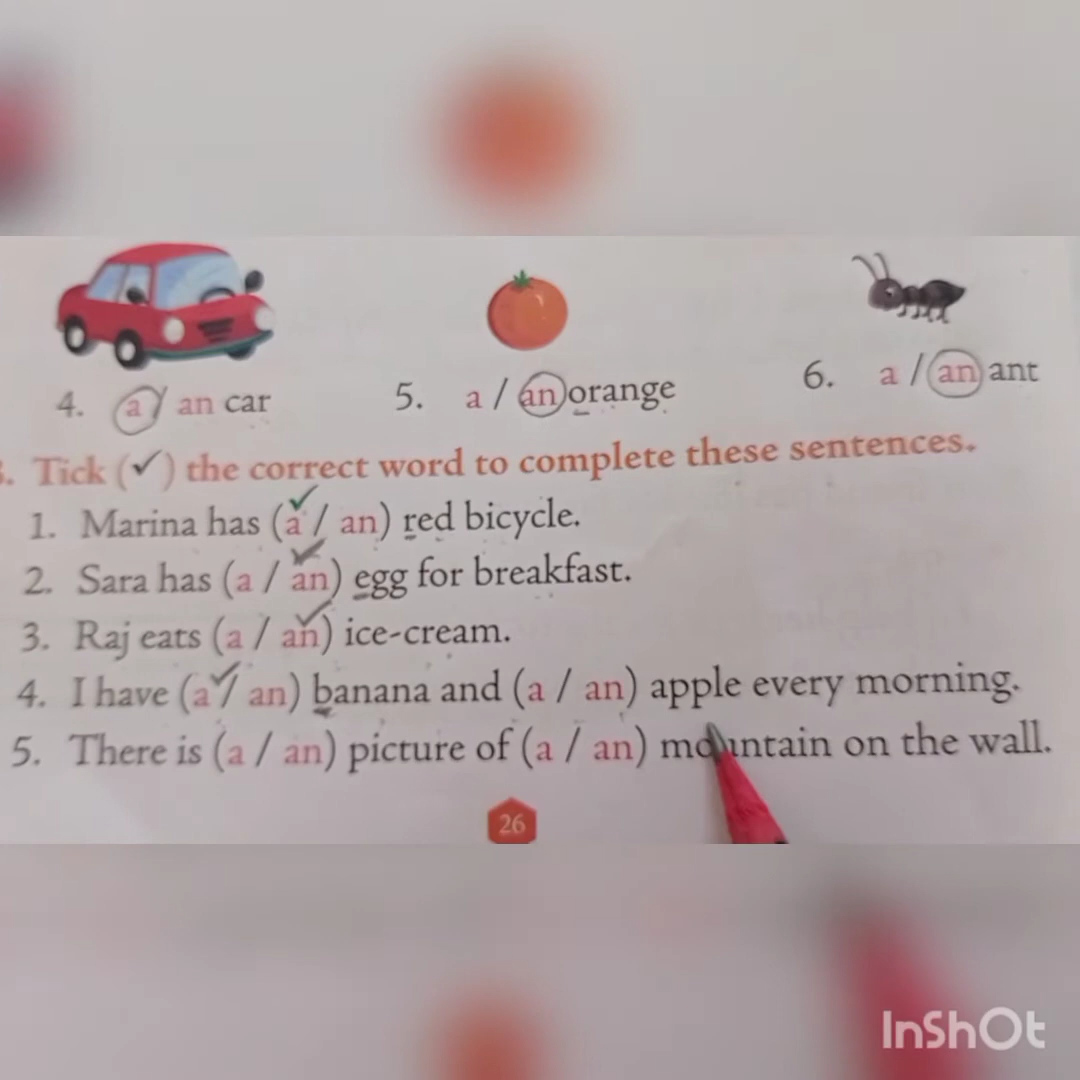 4. a / an car
5. a / an orange
6. a / an ant
. Tick (✓) the correct word to complete these sentences.
1. Marina has (a / an) red bicycle.
2. Sara has (a / an) egg for breakfast.
3. Raj eats (a / an) ice-cream.
4. I have (a / an) banana and (a / an) apple every morning.
5. There is (a / an) picture of (a / an) mountain on the wall.
26
InShOt